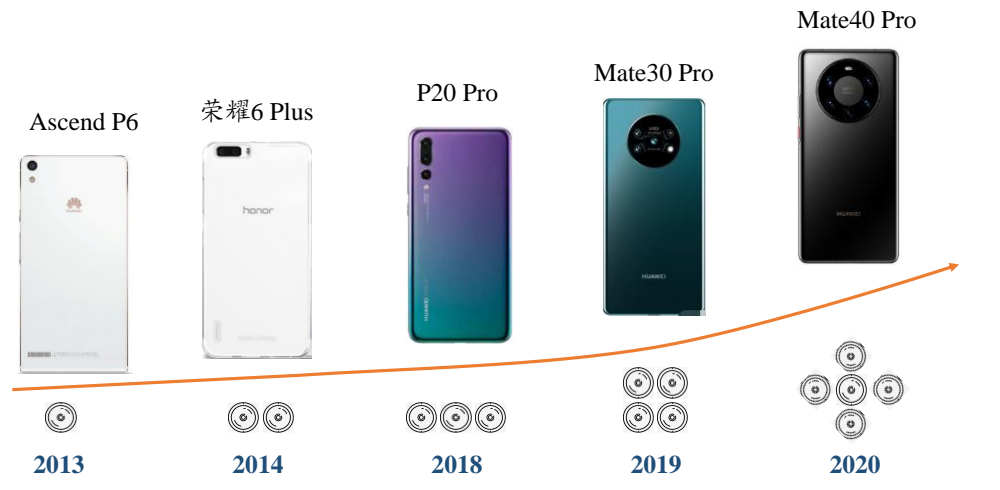 Mate40 Pro
Mate30 Pro
P20 Pro
荣耀6 Plus
Ascend P6
honor
HUAWEI
HUAWEI
HUAWEI
2013
2014
2018
2019
2020